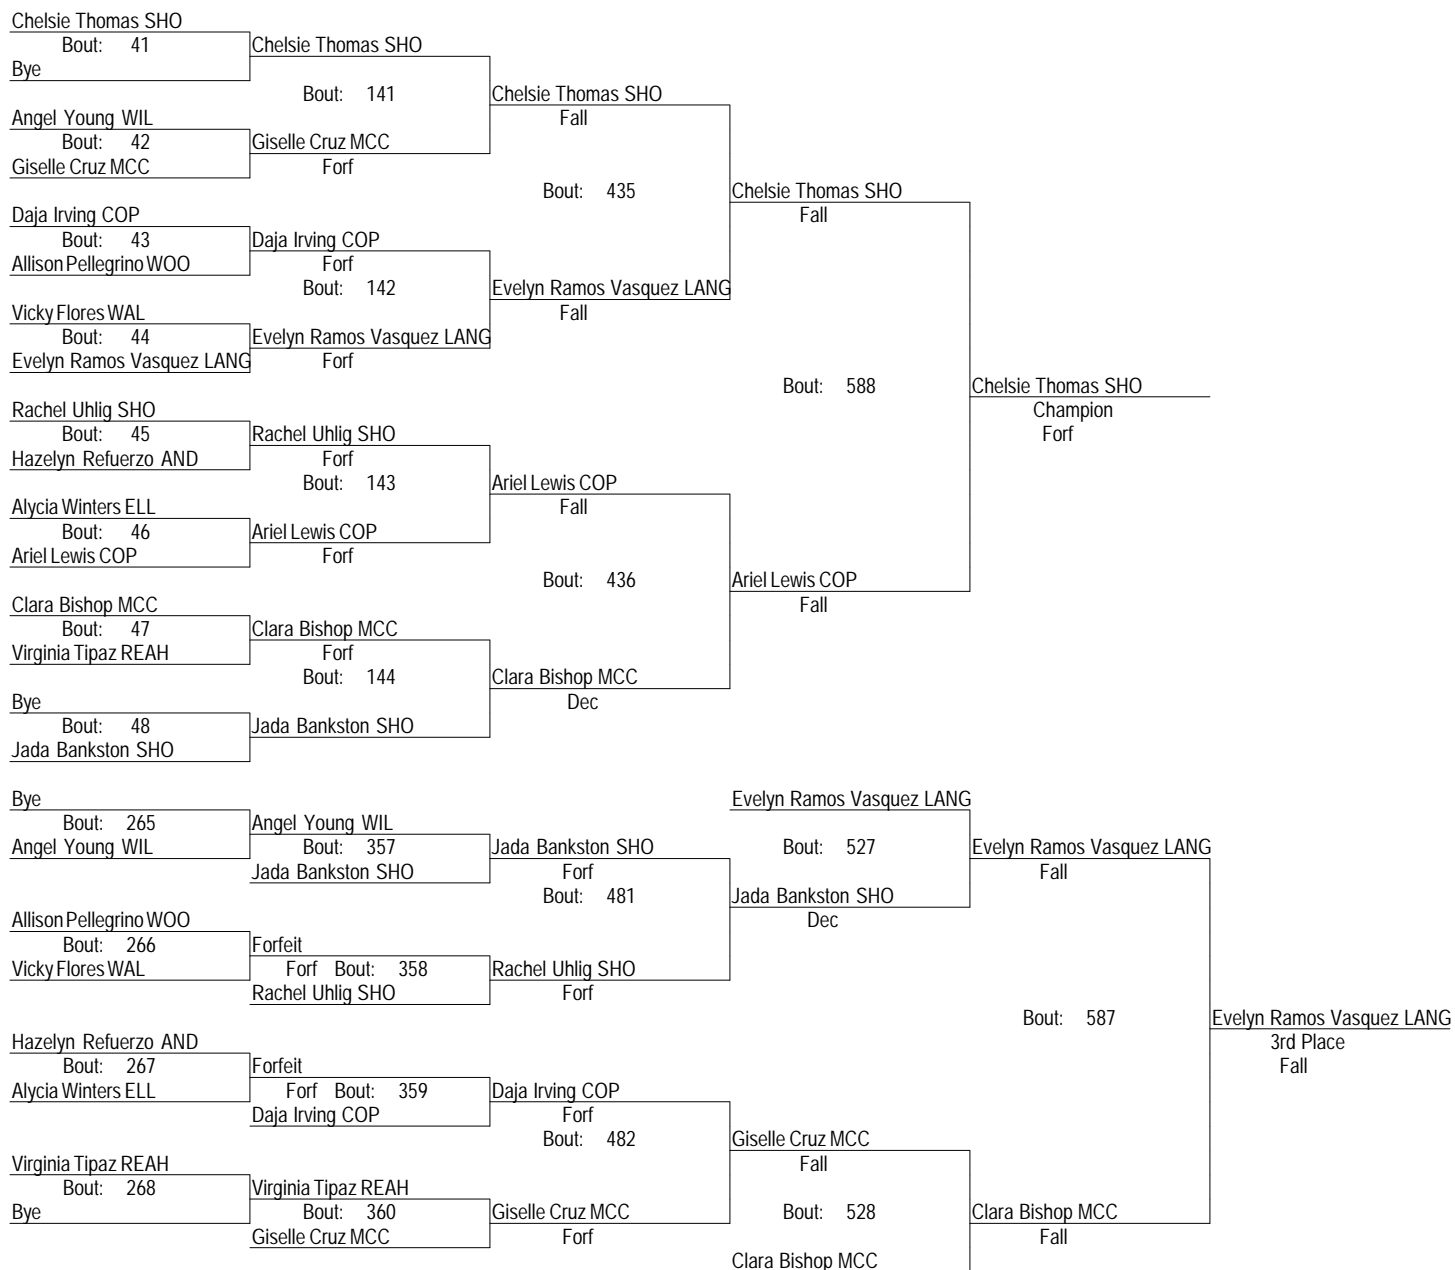 Chelsie Thomas SHO
Bout: 41
Chelsie Thomas SHO
Bye
Bout: 141
Chelsie Thomas SHO
Fall
Angel Young WIL
Bout: 42
Giselle Cruz MCC
Giselle Cruz MCC
Forf
Bout: 435
Chelsie Thomas SHO
Fall
Daja Irving COP
Bout: 43
Daja Irving COP
Allison Pellegrino WOO
Forf
Bout: 142
Evelyn Ramos Vasquez LANG
Fall
Vicky Flores WAL
Bout: 44
Evelyn Ramos Vasquez LANG
Evelyn Ramos Vasquez LANG
Forf
Bout: 588
Chelsie Thomas SHO
Champion
Forf
Rachel Uhlig SHO
Bout: 45
Rachel Uhlig SHO
Hazelyn Refuerzo AND
Forf
Bout: 143
Ariel Lewis COP
Fall
Alycia Winters ELL
Bout: 46
Ariel Lewis COP
Ariel Lewis COP
Forf
Bout: 436
Ariel Lewis COP
Fall
Clara Bishop MCC
Bout: 47
Clara Bishop MCC
Virginia Tipaz REAH
Forf
Bout: 144
Clara Bishop MCC
Dec
Bye
Bout: 48
Jada Bankston SHO
Jada Bankston SHO
Bye
Evelyn Ramos Vasquez LANG
Bout: 265
Angel Young WIL
Angel Young WIL
Bout: 357
Jada Bankston SHO
Bout: 527
Evelyn Ramos Vasquez LANG
Jada Bankston SHO
Forf
Fall
Bout: 481
Jada Bankston SHO
Dec
Allison Pellegrino WOO
Bout: 266
Forfeit
Vicky Flores WAL
Forf Bout: 358
Rachel Uhlig SHO
Rachel Uhlig SHO
Forf
Bout: 587
Evelyn Ramos Vasquez LANG
3rd Place
Fall
Hazelyn Refuerzo AND
Bout: 267
Forfeit
Alycia Winters ELL
Forf Bout: 359
Daja Irving COP
Daja Irving COP
Forf
Bout: 482
Giselle Cruz MCC
Fall
Virginia Tipaz REAH
Bout: 268
Virginia Tipaz REAH
Bye
Bout: 360
Giselle Cruz MCC
Bout: 528
Clara Bishop MCC
Giselle Cruz MCC
Forf
Fall
Clara Bishop MCC